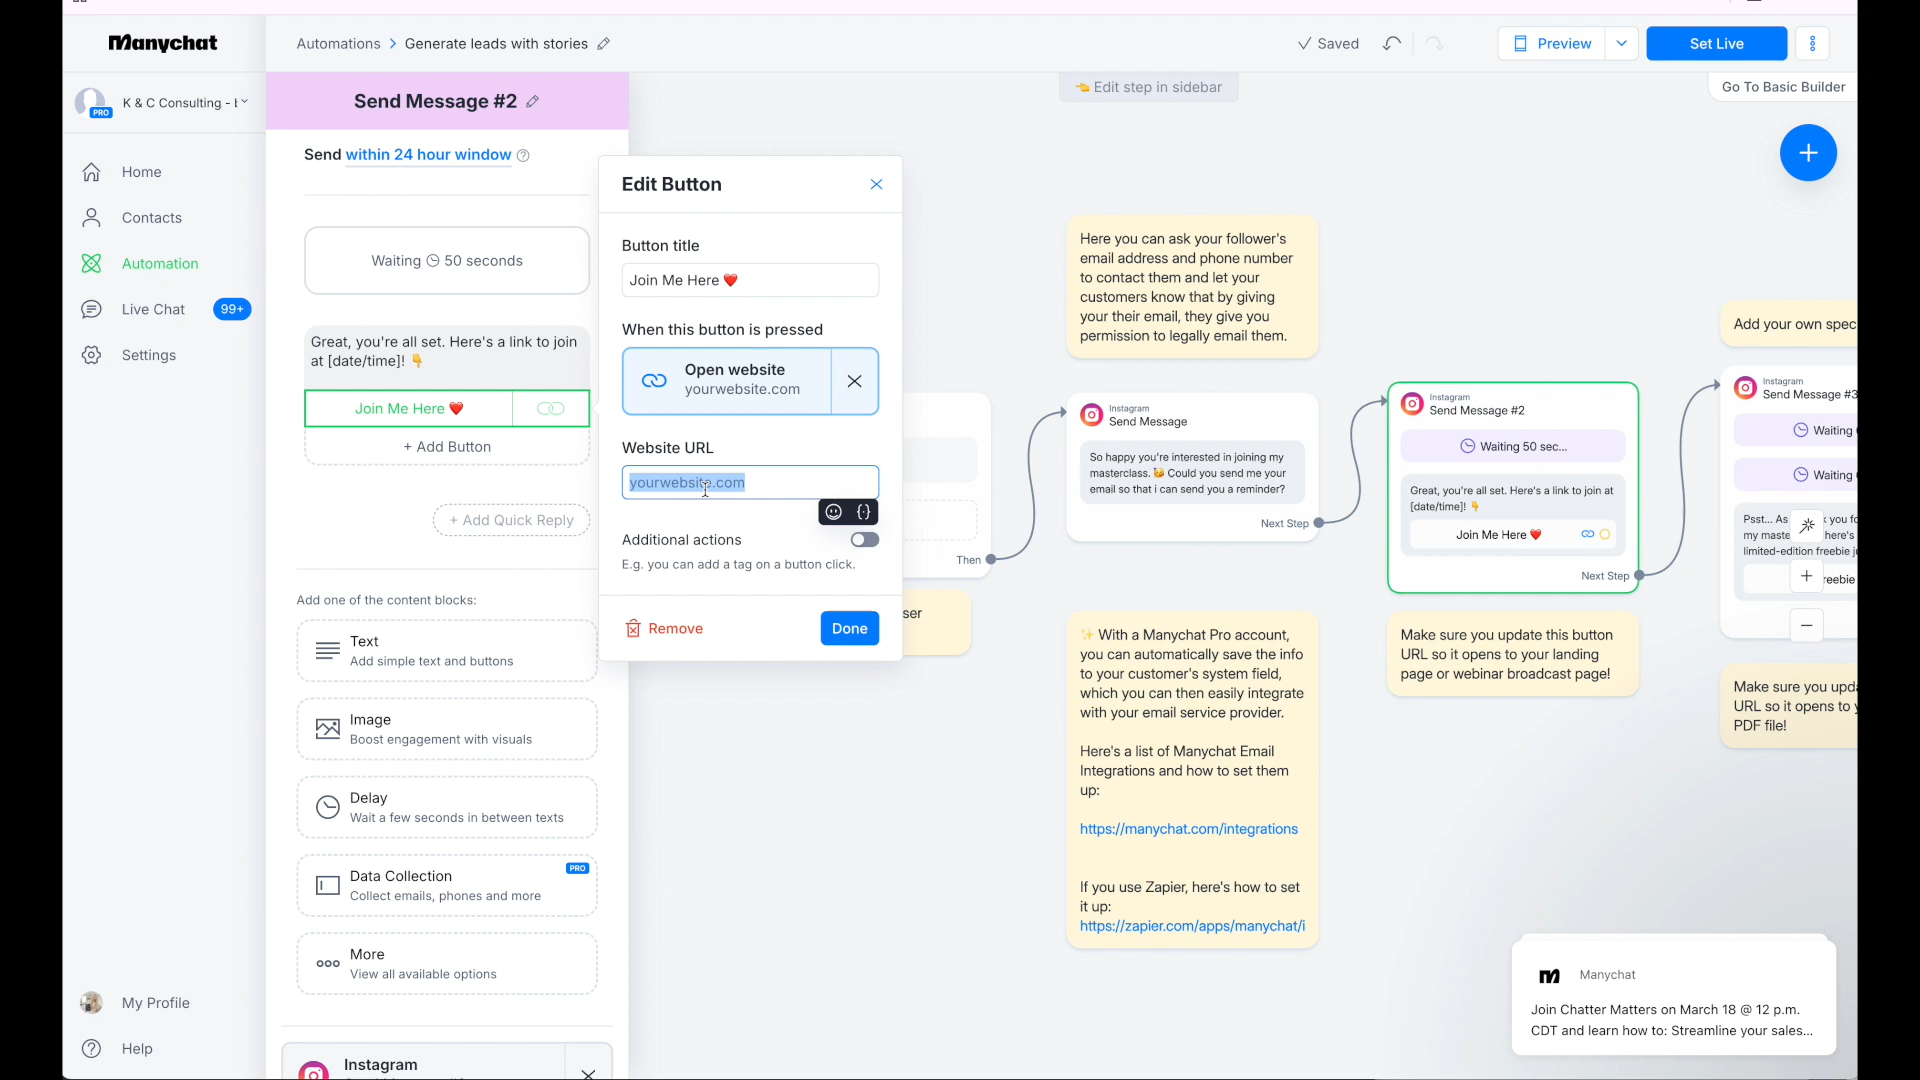 Manychat
Automations > Generate leads with stories
Saved
Preview
Set Live
K & C Consulting -
PRO
Home
Contacts
Automation
Live Chat 99+
Settings
My Profile
Help
Send Message #2
Send within 24 hour window
Waiting 50 seconds
Great, you're all set. Here's a link to join
at [date/time]! 👇
Join Me Here ❤️
+ Add Button
+ Add Quick Reply
Add one of the content blocks:
Text
Add simple text and buttons
Image
Boost engagement with visuals
Delay
Wait a few seconds in between texts
PRO
Data Collection
Collect emails, phones and more
More
View all available options
Instagram
Edit Button
Button title
Join Me Here ❤️
When this button is pressed
Open website
yourwebsite.com
Website URL
yourwebsite.com
Additional actions
E.g. you can add a tag on a button click.
Remove
Done
👈 Edit step in sidebar
Go To Basic Builder
Then
ser
Here you can ask your follower's
email address and phone number
to contact them and let your
customers know that by giving
your their email, they give you
permission to legally email them.
Instagram
Send Message
So happy you're interested in joining my
masterclass. 🥳 Could you send me your
email so that i can send you a reminder?
Next Step
✨ With a Manychat Pro account,
you can automatically save the info
to your customer's system field,
which you can then easily integrate
with your email service provider.
Here's a list of Manychat Email
Integrations and how to set them
up:
https://manychat.com/integrations
If you use Zapier, here's how to set
it up:
https://zapier.com/apps/manychat/i
Instagram
Send Message #2
Waiting 50 sec...
Great, you're all set. Here's a link to join at
[date/time]! 👇
Join Me Here ❤️
Next Step
Make sure you update this button
URL so it opens to your landing
page or webinar broadcast page!
Add your own spec
Instagram
Send Message #3
Waiting
Waiting
Psst... As k you fo
my maste here's
limited-edition freebie ju
reebie
Make sure you upda
URL so it opens to y
PDF file!
Manychat
Join Chatter Matters on March 18 @ 12 p.m.
CDT and learn how to: Streamline your sales...